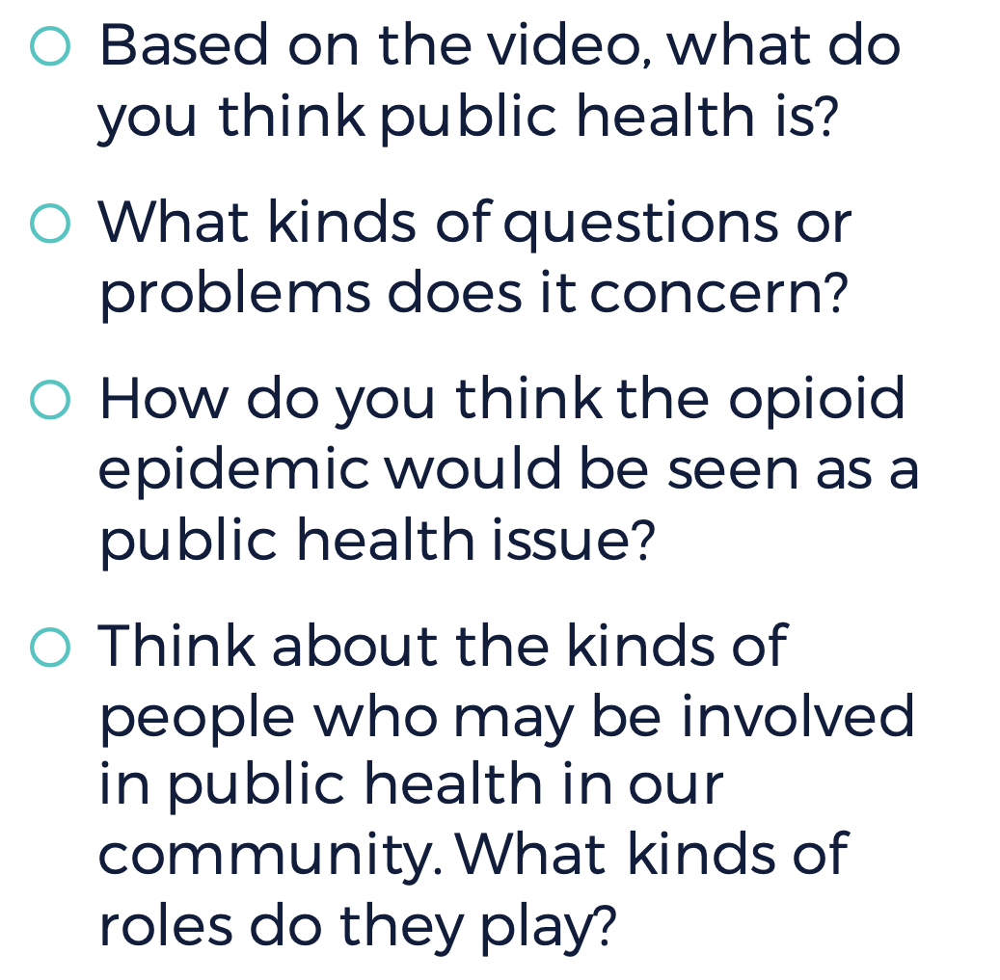 Based on the video, what do
you think public health is?
What kinds of questions or
problems does it concern?
How do you think the opioid
epidemic would be seen as a
public health issue?
Think about the kinds of
people who may be involved
in public health in our
community. What kinds of
roles do they play?